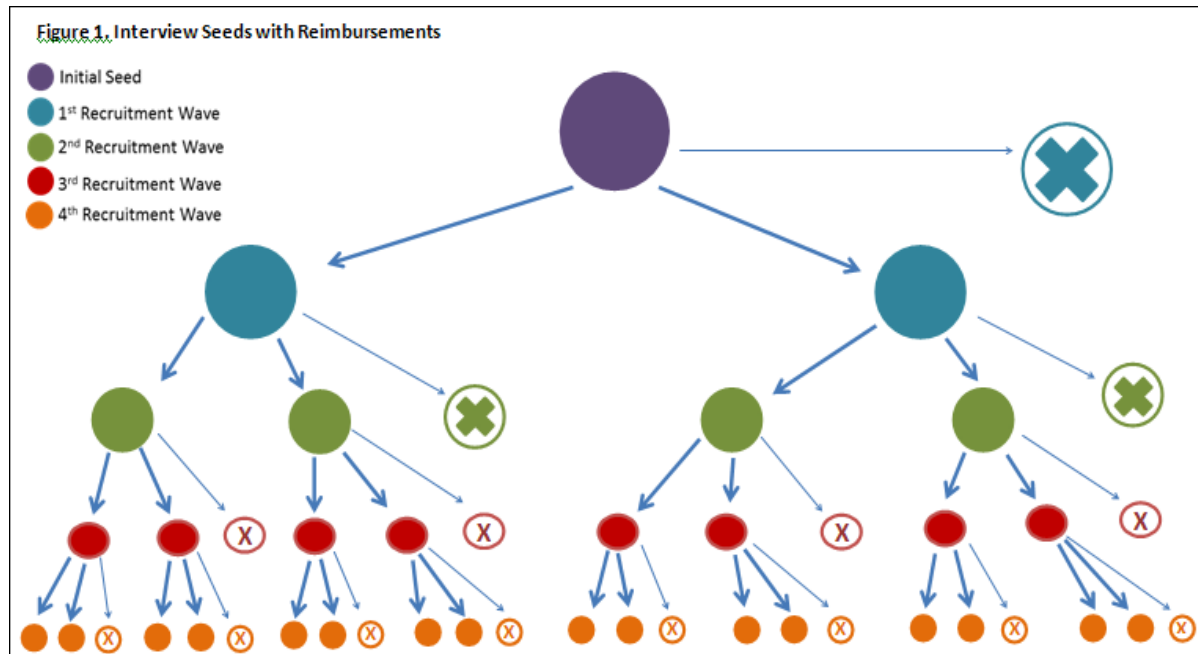 Figure 1. Interview Seeds with Reimbursements
Initial Seed
1st Recruitment Wave
2nd Recruitment Wave
3rd Recruitment Wave
4th Recruitment Wave
X X X X
X X X X X X X X